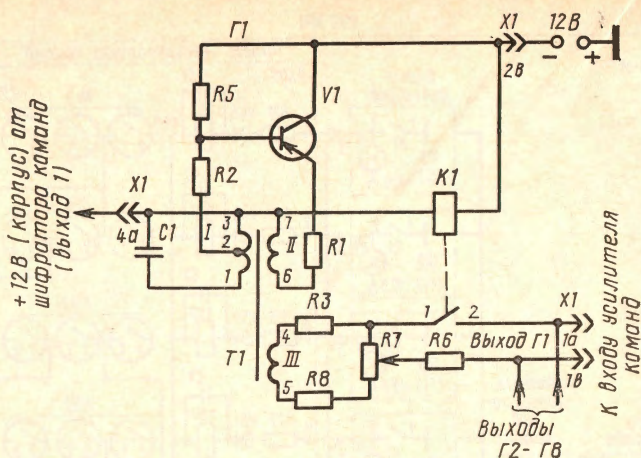 Г1
X1
12В
2В
−
+
R5
V1
R2
K1
X1
4а
C1
I
3
2
1
7
II
6
R1
+12В (корпус) от
шифратора команд
(Выход 1)
T1
4
III
5
R3
R8
R7
R6
1
2
Выход Г1
X1
1а
1В
К входу усилителя
команд
Выходы
Г2-Г8